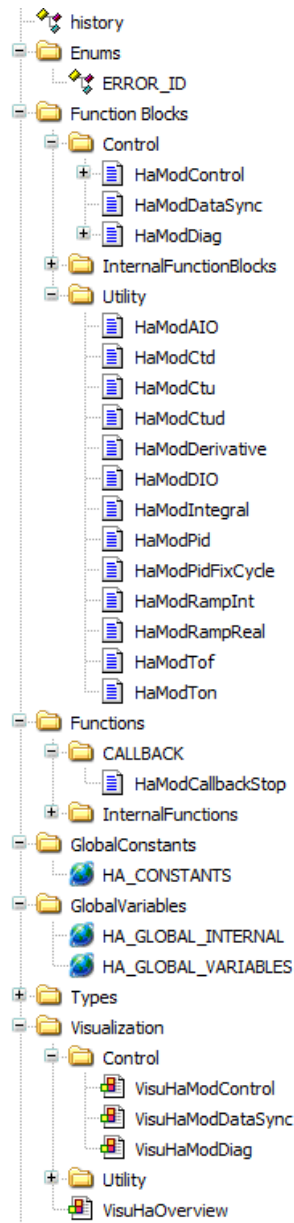 history
Enums
ERROR_ID
Function Blocks
Control
HaModControl
HaModDataSync
HaModDiag
InternalFunctionBlocks
Utility
HaModAIO
HaModCtd
HaModCtu
HaModCtud
HaModDerivative
HaModDIO
HaModIntegral
HaModPid
HaModPidFixCycle
HaModRampInt
HaModRampReal
HaModTof
HaModTon
Functions
CALLBACK
HaModCallbackStop
InternalFunctions
GlobalConstants
HA_CONSTANTS
GlobalVariables
HA_GLOBAL_INTERNAL
HA_GLOBAL_VARIABLES
Types
Visualization
Control
VisuHaModControl
VisuHaModDataSync
VisuHaModDiag
Utility
VisuHaOverview